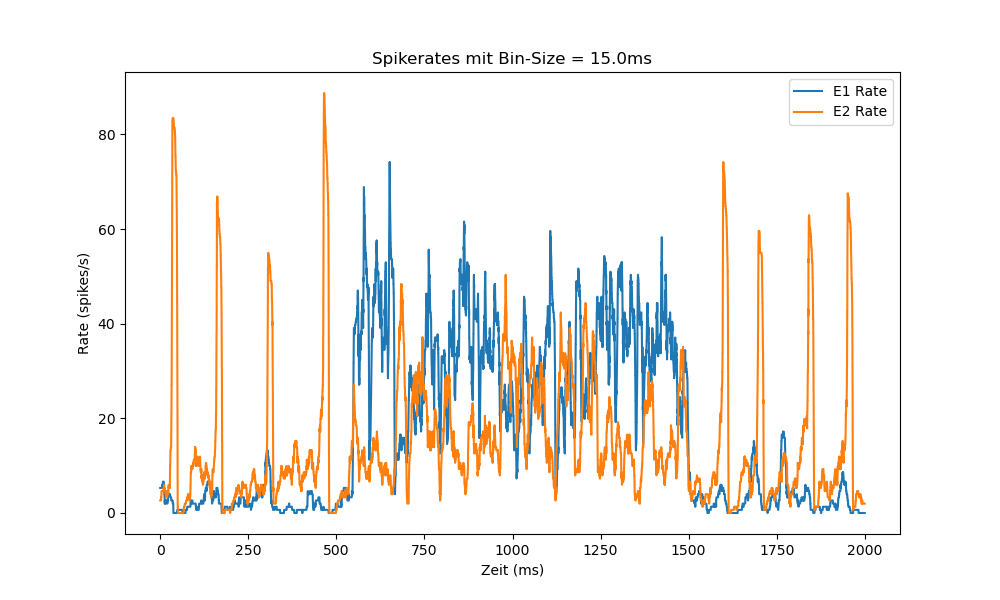 Spikerates mit Bin-Size = 15.0ms
E1 Rate
E2 Rate
Rate (spikes/s)
80
60
40
20
0
0 250 500 750 1000 1250 1500 1750 2000
Zeit (ms)